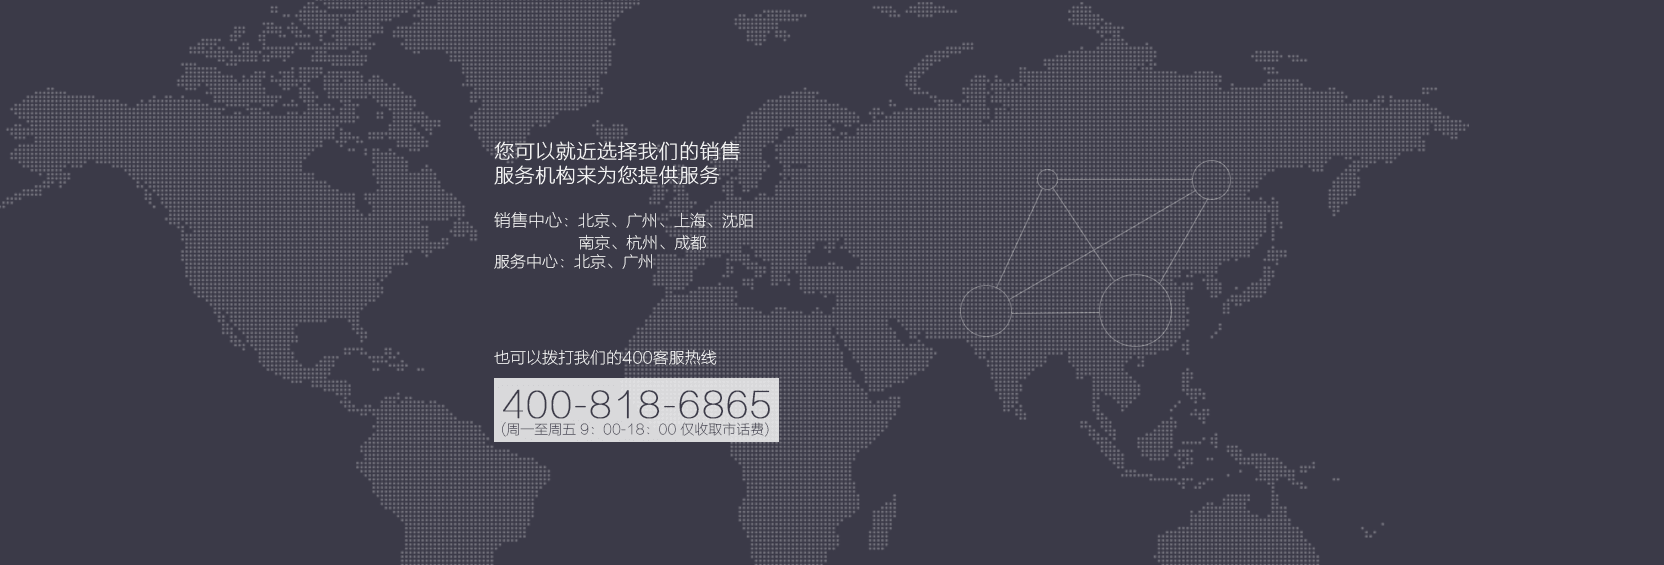 您可以就近选择我们的销售
服务机构来为您提供服务
销售中心：北京、广州、上海、沈阳
南京、杭州、成都
服务中心：北京、广州
也可以拨打我们的400客服热线
400-818-6865
(周一至周五 9：00-18：00 仅收取市话费)